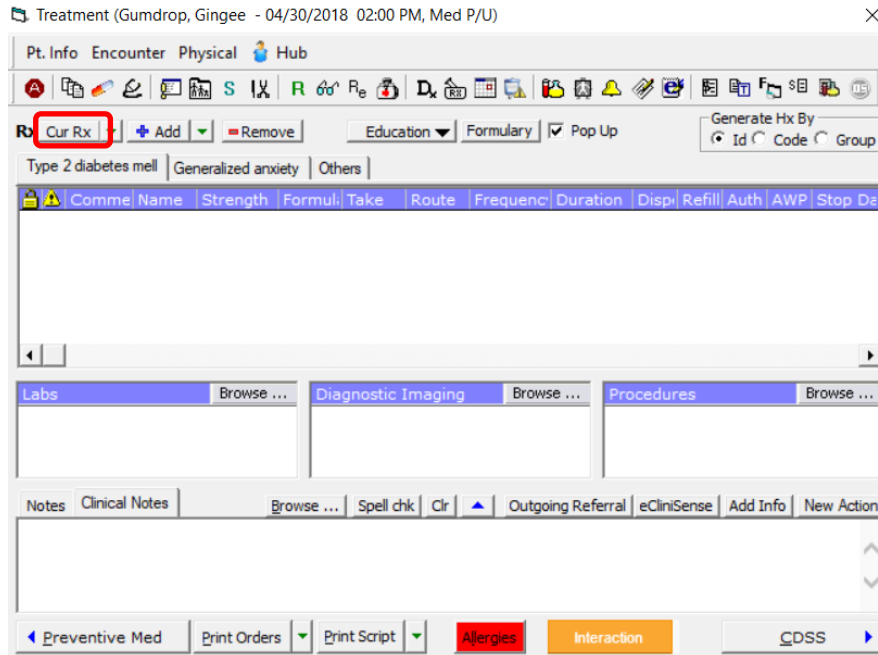 Treatment (Gumdrop, Gingee - 04/30/2018 02:00 PM, Med P/U)
Pt. Info Encounter Physical Hub
A S R Re Dx Rx
Rx Cur Rx Add Remove Education Formulary Pop Up
Generate Hx By
Id Code Group
Type 2 diabetes mell Generalized anxiety Others
Comme Name Strength Formul Take Route Frequenc Duration Disp Refill Auth AWP Stop Da
Labs Browse ... Diagnostic Imaging Browse ... Procedures Browse ...
Notes Clinical Notes Browse ... Spell chk Clr Outgoing Referral eCliniSense Add Info New Action
Preventive Med Print Orders Print Script Allergies Interaction CDSS